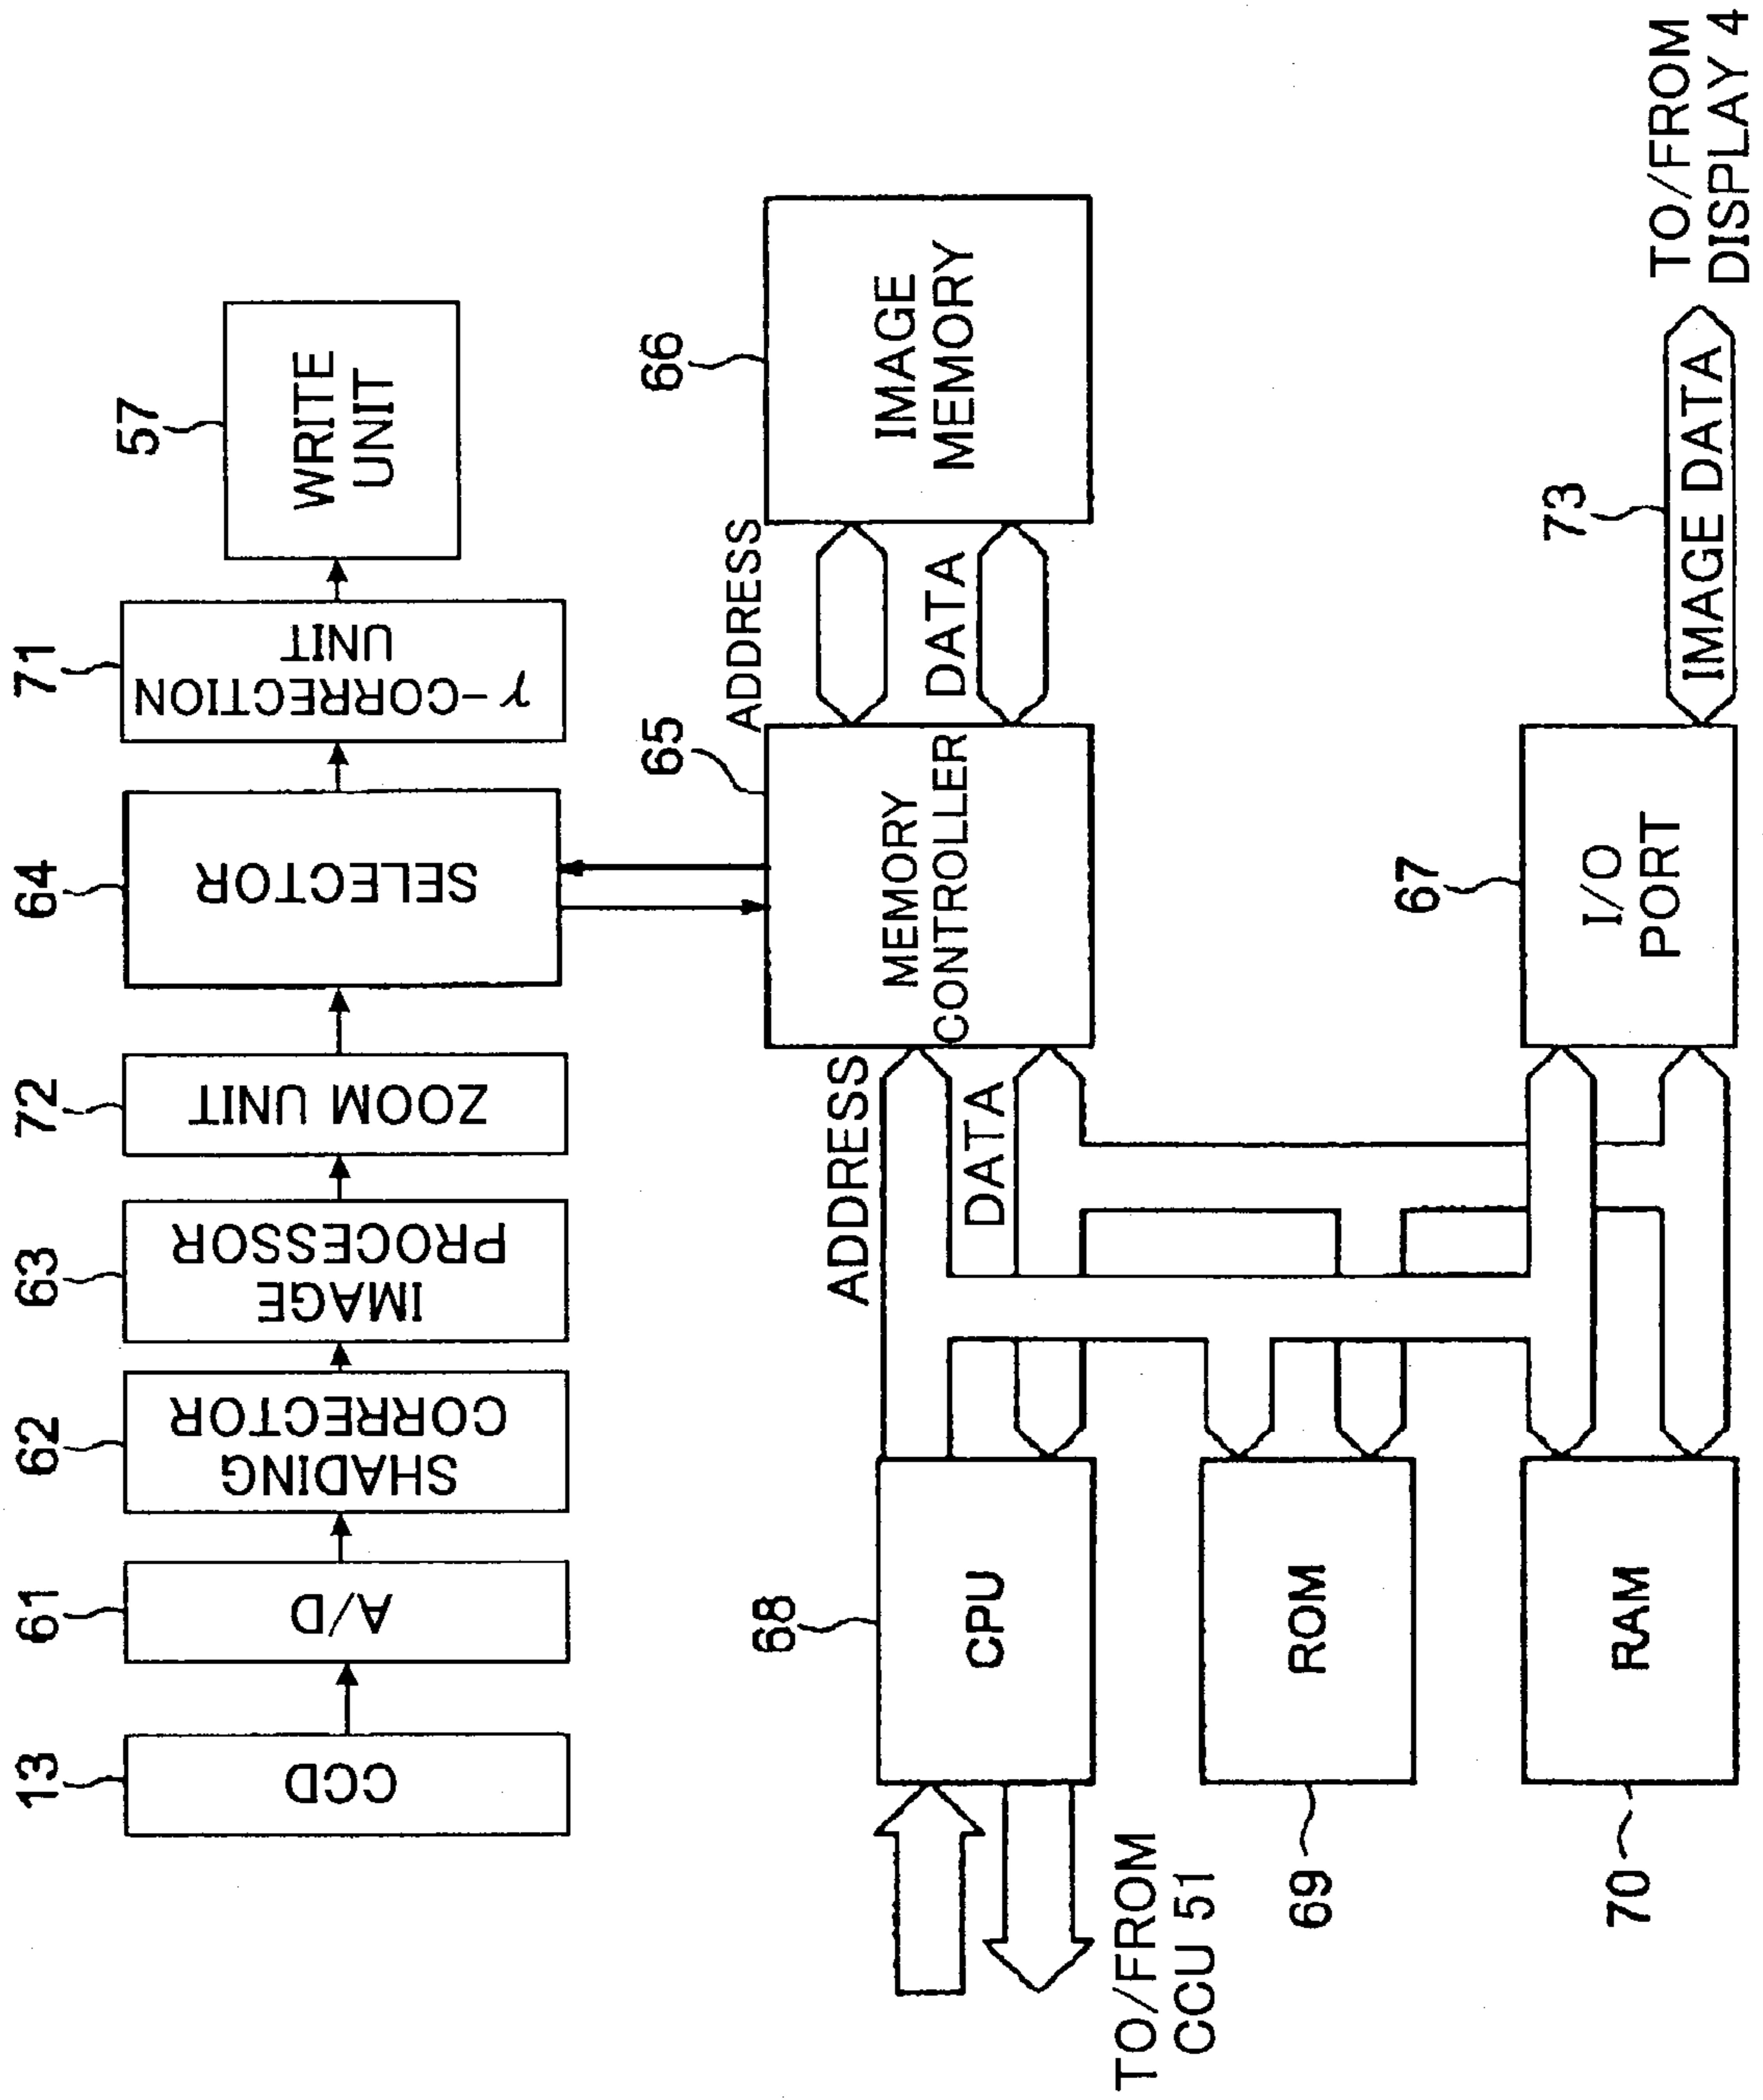 13
CCD
61
A/D
62
SHADING
CORRECTOR
63
IMAGE
PROCESSOR
72
ZOOM UNIT
64
SELECTOR
71
γ-CORRECTION
UNIT
57
WRITE
UNIT
65
MEMORY
CONTROLLER
ADDRESS
DATA
66
IMAGE
MEMORY
68
CPU
ADDRESS
DATA
TO/FROM
CCU 51
69
ROM
67
I/O
PORT
73
IMAGE DATA
TO/FROM
DISPLAY 4
70
RAM